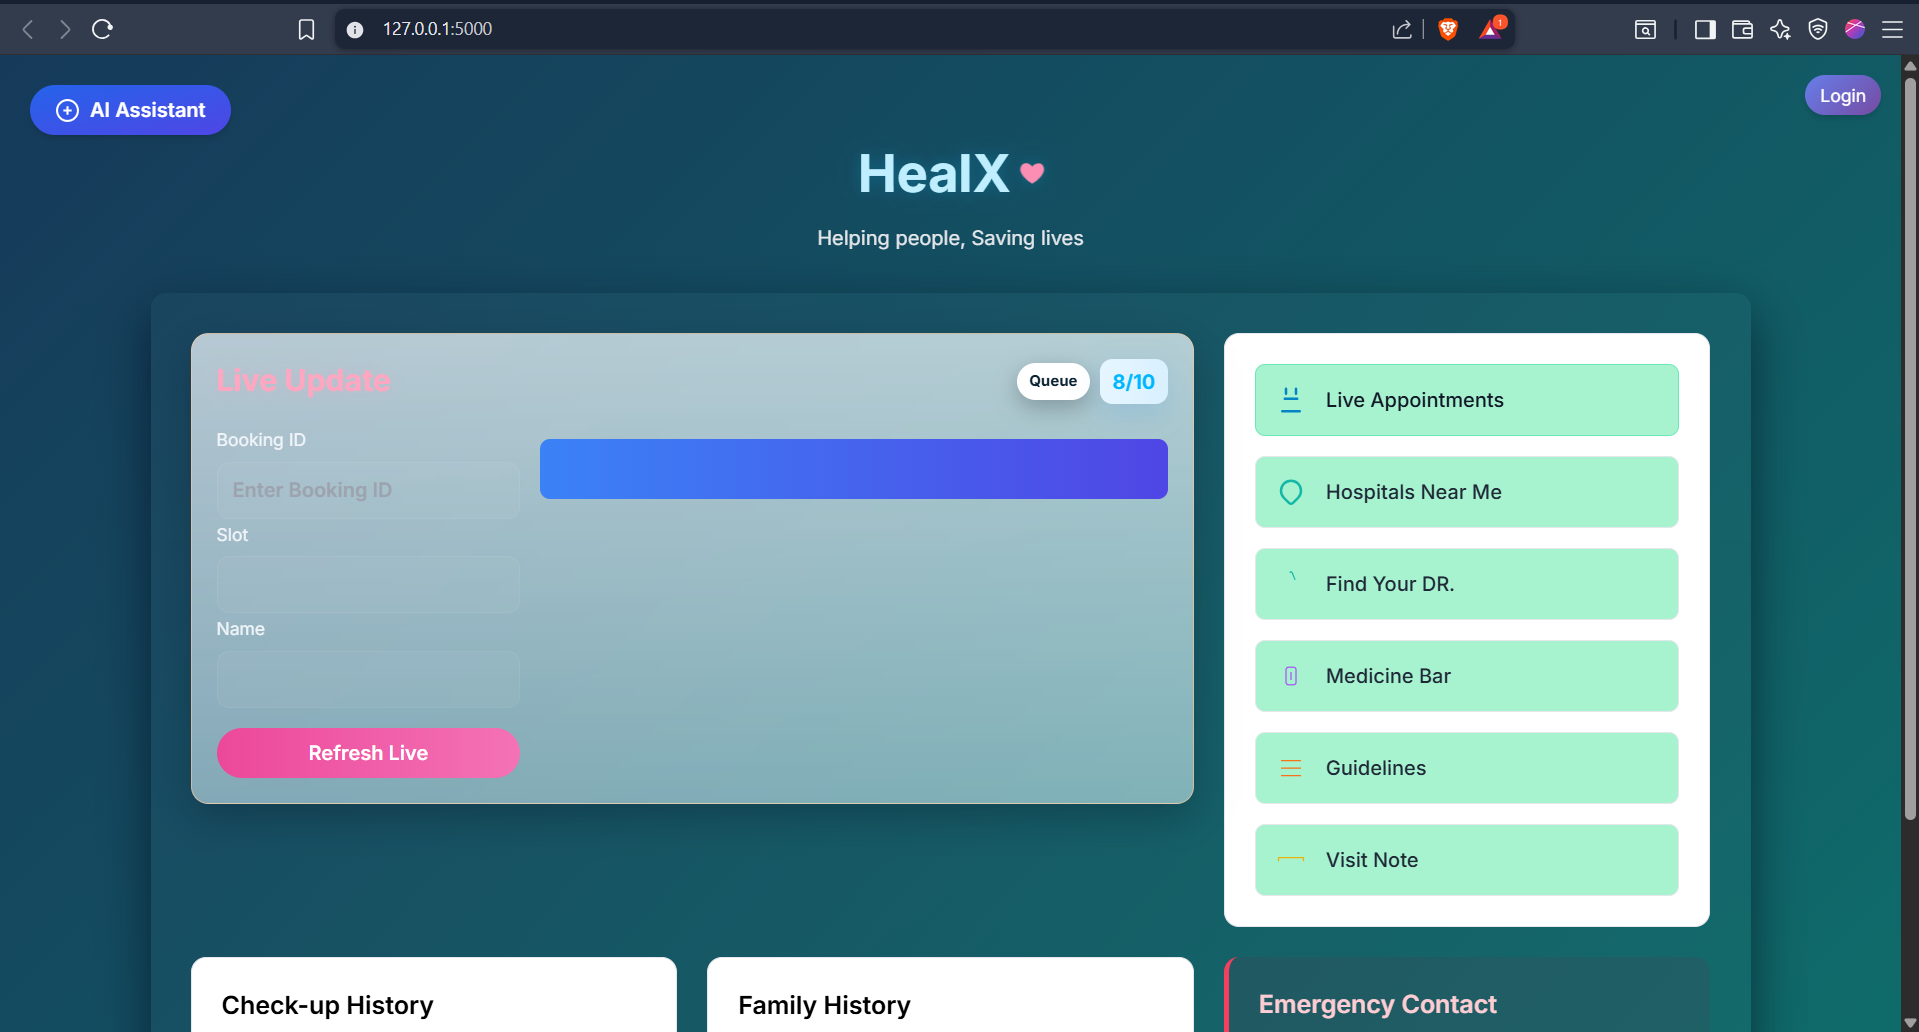 127.0.0.1:5000
1
AI Assistant
Login
HealX
Helping people, Saving lives
Live Update
Queue
8/10
Booking ID
Enter Booking ID
Slot
Name
Refresh Live
Live Appointments
Hospitals Near Me
Find Your DR.
Medicine Bar
Guidelines
Visit Note
Check-up History
Family History
Emergency Contact